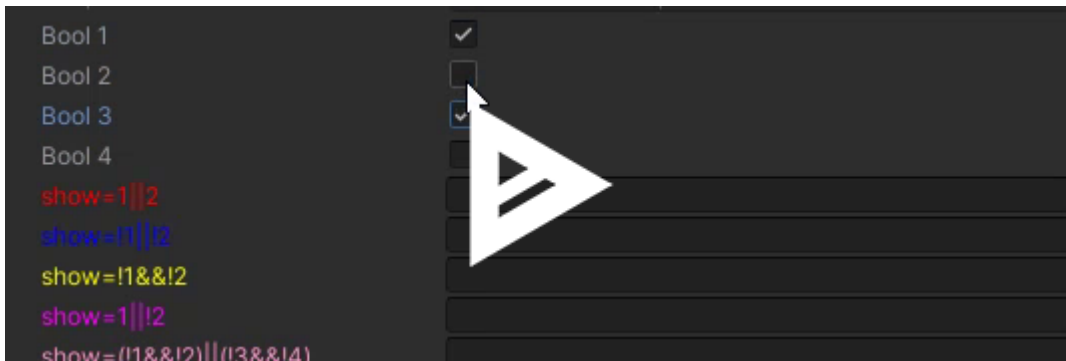 Bool 1
Bool 2
Bool 3
Bool 4
show=1||2
show=!1||!2
show=!1&&!2
show=1||!2
show=(!1&&!2)||(!3&&!4)